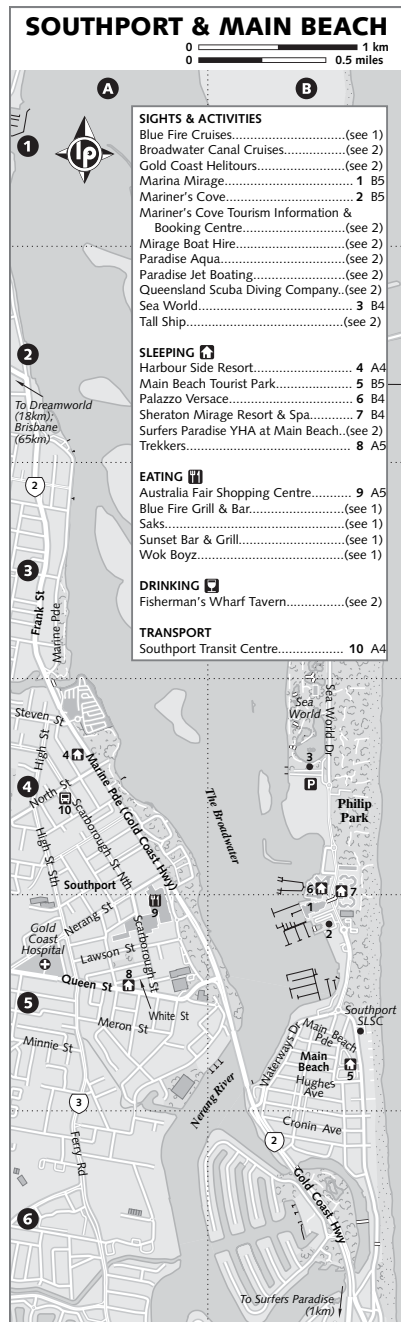 SOUTHPORT & MAIN BEACH
0 1 km
0 0.5 miles
A B
1
lp
SIGHTS & ACTIVITIES
Blue Fire Cruises..............................(see 1)
Broadwater Canal Cruises................(see 2)
Gold Coast Helitours.......................(see 2)
Marina Mirage.................................. 1 B5
Mariner's Cove.................................. 2 B5
Mariner's Cove Tourism Information &
Booking Centre...........................(see 2)
Mirage Boat Hire.............................(see 2)
Paradise Aqua.................................(see 2)
Paradise Jet Boating.........................(see 2)
Queensland Scuba Diving Company..(see 2)
Sea World......................................... 3 B4
Tall Ship.........................................(see 2)
2
SLEEPING
Harbour Side Resort.......................... 4 A4
Main Beach Tourist Park.................... 5 B5
Palazzo Versace................................. 6 B4
Sheraton Mirage Resort & Spa........... 7 B4
Surfers Paradise YHA at Main Beach..(see 2)
Trekkers............................................ 8 A5
To Dreamworld
(18km);
Brisbane
(65km)
EATING
Australia Fair Shopping Centre........... 9 A5
Blue Fire Grill & Bar..........................(see 1)
Saks................................................(see 1)
Sunset Bar & Grill.............................(see 1)
Wok Boyz........................................(see 1)
2
3
DRINKING
Fisherman's Wharf Tavern................(see 2)
TRANSPORT
Southport Transit Centre.................. 10 A4
Frank St
Marine Pde
Sea
World
Sea World Dr
3
P
Steven St
High St
4
Marine Pde (Gold Coast Hwy)
4
North St
10
Scarborough St Nth
The Broadwater
Philip
Park
High St Sth
Southport
6 7
1
2
9
Nerang St
Gold
Coast
Hospital
Lawson St
Scarborough St
8
Queen St
5
White St
Meron St
Minnie St
Southport
SLSC
Main Beach
Pde
Waterways Dr
Main
Beach
5
Hughes
Ave
Nerang River
3
Cronin Ave
2
Ferry Rd
Gold Coast Hwy
6
To Surfers Paradise
(1km)